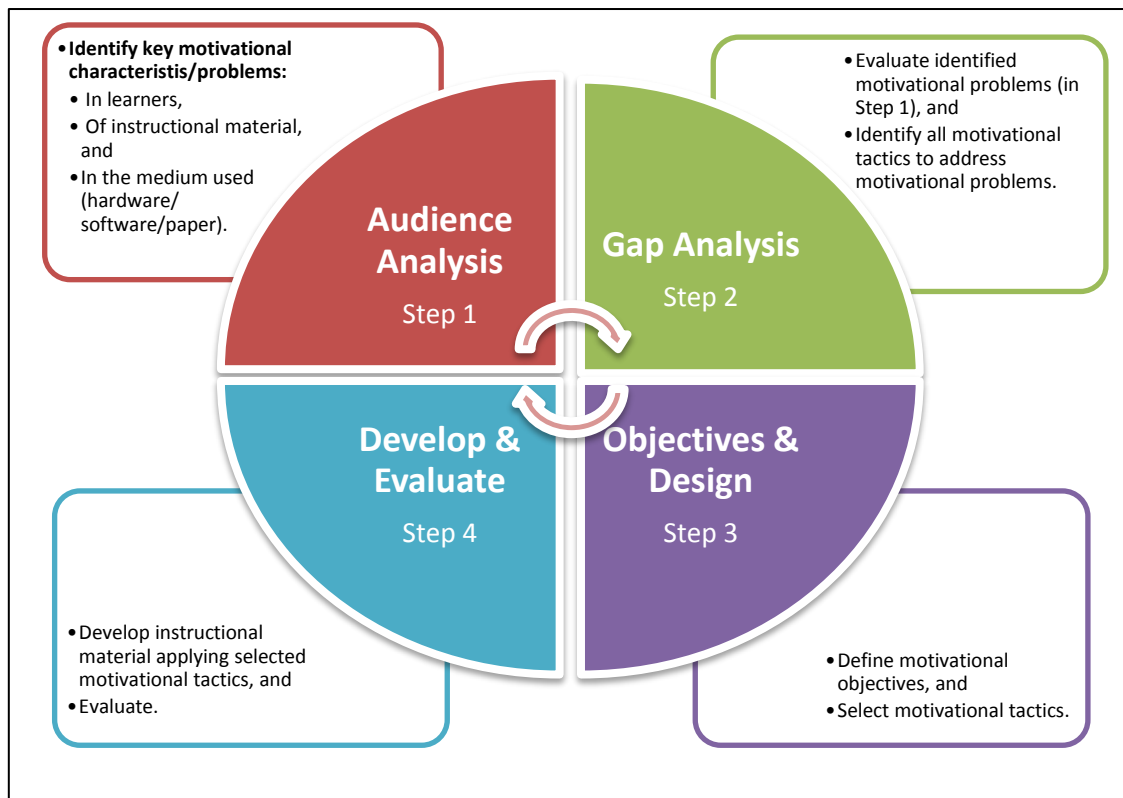 •Identify key motivational
characteristis/problems:
• In learners,
• Of instructional material,
and
•In the medium used
(hardware/
software/paper).
Audience
Analysis
Step 1
•Evaluate identified
motivational problems (in
Step 1), and
•Identify all motivational
tactics to address
motivational problems.
Gap Analysis
Step 2
Objectives &
Design
Step 3
•Define motivational
objectives, and
•Select motivational tactics.
Develop &
Evaluate
Step 4
•Develop instructional
material applying selected
motivational tactics, and
•Evaluate.